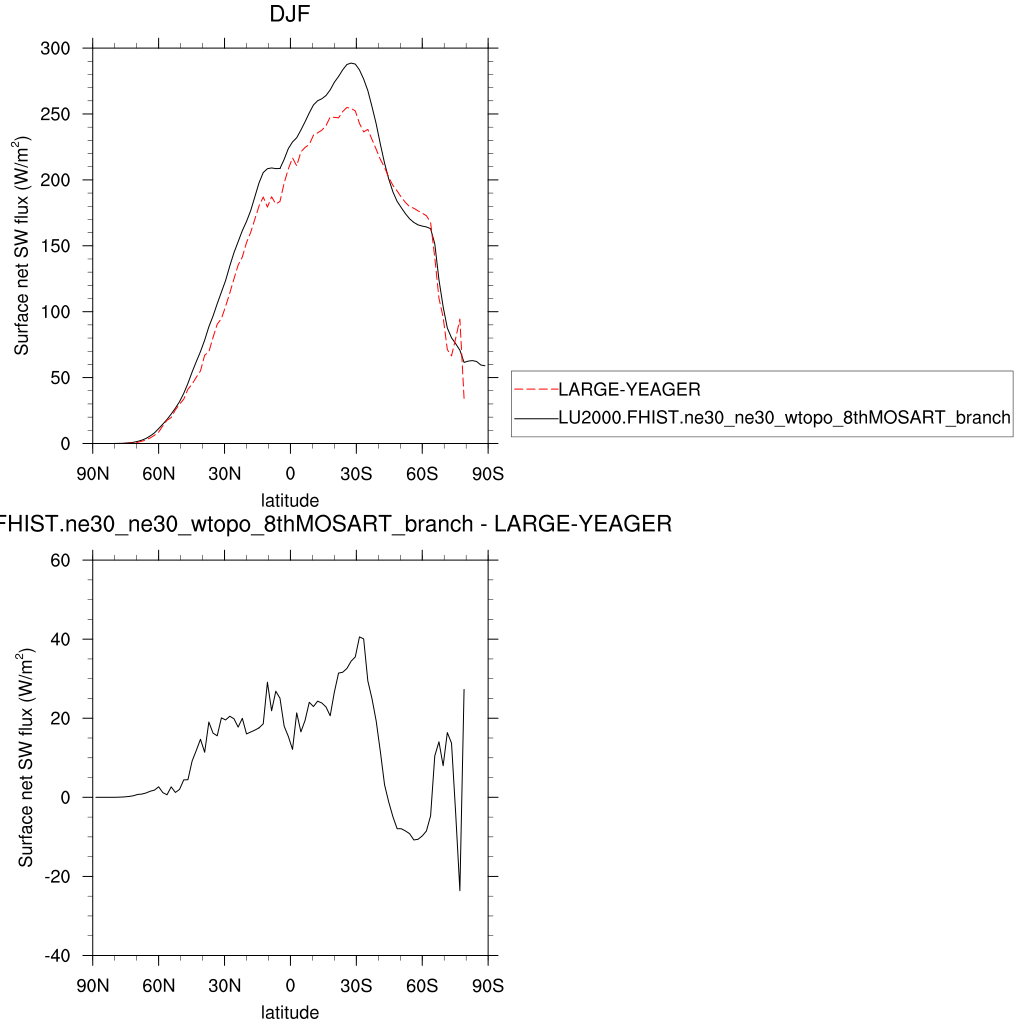 DJF
300
250
200
150
100
50
0
Surface net SW flux (W/m²)
90N 60N 30N 0 30S 60S 90S
latitude
LARGE-YEAGER
LU2000.FHIST.ne30_ne30_wtopo_8thMOSART_branch
FHIST.ne30_ne30_wtopo_8thMOSART_branch - LARGE-YEAGER
60
40
20
0
-20
-40
Surface net SW flux (W/m²)
90N 60N 30N 0 30S 60S 90S
latitude